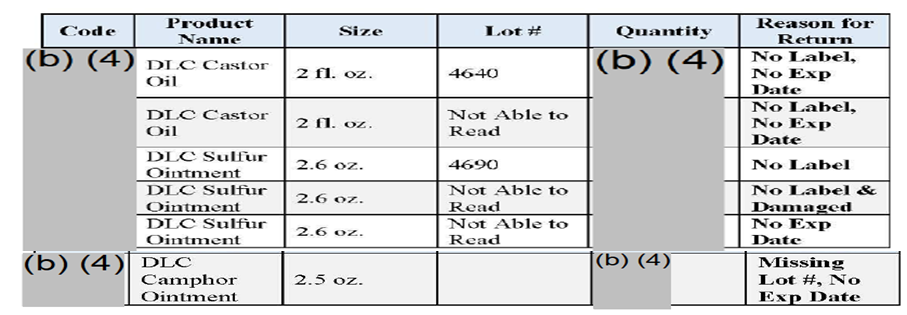 Code Product Name Size Lot # Quantity Reason for Return
(b) (4) DLC Castor Oil 2 fl. oz. 4640 (b) (4) No Label, No Exp Date
DLC Castor Oil 2 fl. oz. Not Able to Read No Label, No Exp Date
DLC Sulfur Ointment 2.6 oz. 4690 No Label
DLC Sulfur Ointment 2.6 oz. Not Able to Read No Label & Damaged
DLC Sulfur Ointment 2.6 oz. Not Able to Read No Exp Date
(b) (4) DLC Camphor Ointment 2.5 oz. (b) (4) Missing Lot #, No Exp Date